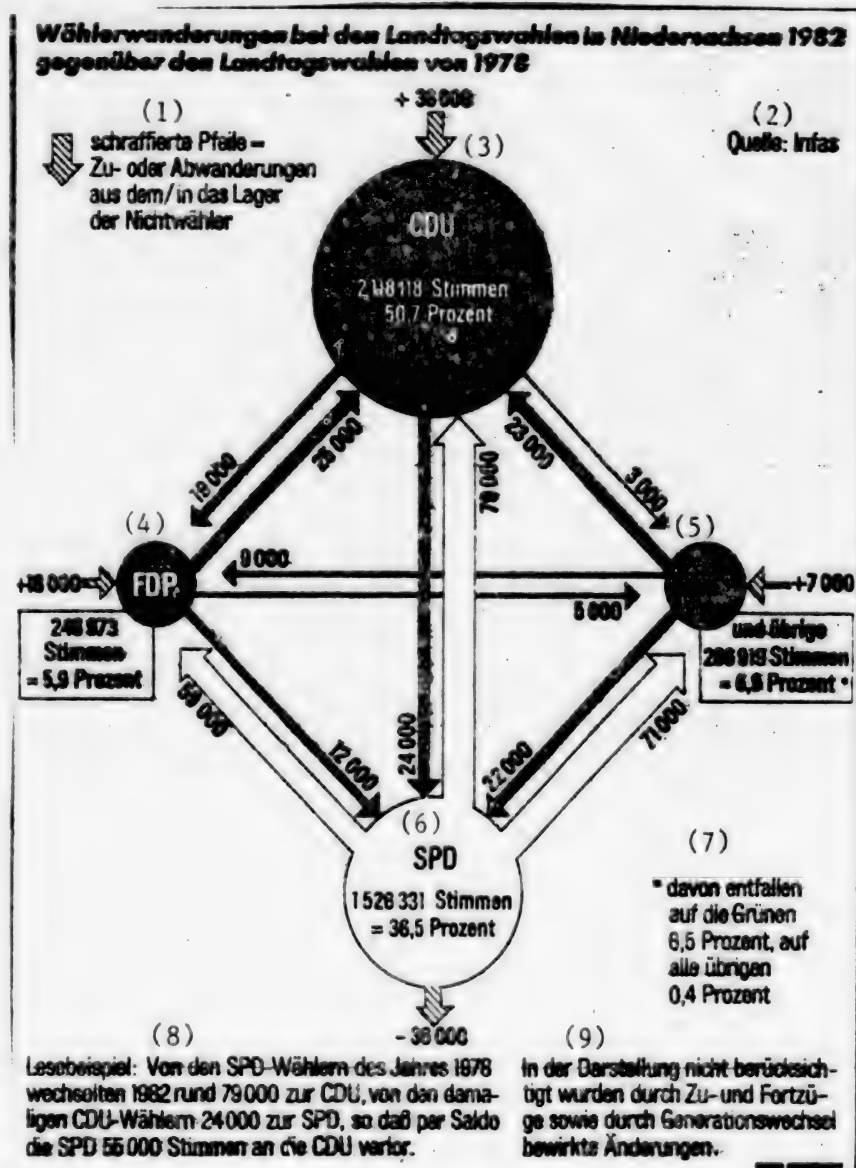 Wählerwanderungen bei den Landtagswahlen in Niedersachsen 1982
gegenüber den Landtagswahlen von 1978
(1)
schraffierte Pfeile =
Zu- oder Abwanderungen
aus dem/in das Lager
der Nichtwähler
+ 36 000
(2)
Quelle: Infas
(3)
CDU
2 118 118 Stimmen
50,7 Prozent
19 000
25 000
79 000
23 000
3 000
(4)
(5)
+18 000
FDP
9 000
5 000
+7 000
Stimmen
= 5,9 Prozent
und übrige
Stimmen
Prozent *
12 000
24 000
22 000
71 000
(6)
SPD
1 526 331 Stimmen
= 36,5 Prozent
(7)
* davon entfallen
auf die Grünen
6,5 Prozent, auf
alle übrigen
0,4 Prozent
- 36 000
(8)
Lesebeispiel: Von den SPD-Wählern des Jahres 1978
wechselten 1982 rund 79 000 zur CDU, von den dama-
ligen CDU-Wählern 24 000 zur SPD, so daß per Saldo
die SPD 55 000 Stimmen an die CDU verlor.
(9)
In der Darstellung nicht berücksich-
tigt wurden durch Zu- und Fortzü-
ge sowie durch Generationswechsel
bewirkte Änderungen.